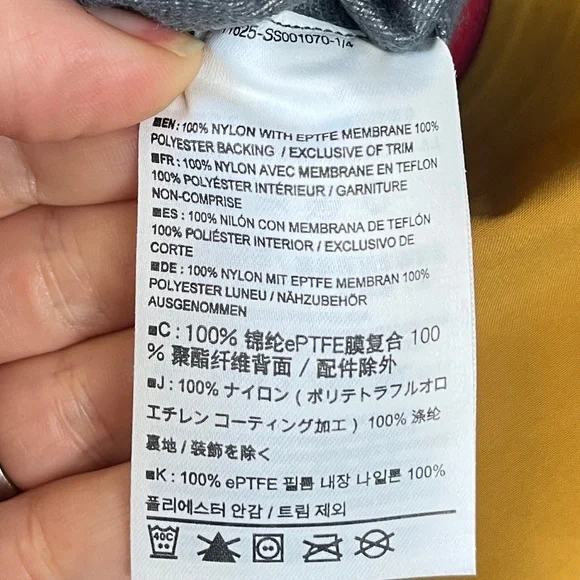 11625-SS001070-1/4
■EN: 100% NYLON WITH EPTFE MEMBRANE 100%
POLYESTER BACKING / EXCLUSIVE OF TRIM
■FR: 100% NYLON AVEC MEMBRANE EN TEFLON
100% POLYÉSTER INTÉRIEUR / GARNITURE
NON-COMPRISE
■ES : 100% NILÓN CON MEMBRANA DE TEFLÓN
100% POLIÉSTER INTERIOR / EXCLUSIVO DE
CORTE
■DE : 100% NYLON MIT EPTFE MEMBRAN 100%
POLYESTER LUNEU / NÄHZUBEHÖR
AUSGENOMMEN
■C : 100% 锦纶ePTFE膜复合 100
% 聚酯纤维背面 / 配件除外
■J : 100% ナイロン ( ポリテトラフルオロ
エチレン コーティング加工 ) 100% 涤纶
裏地 / 装飾を除く
■K : 100% ePTFE 필름 내장 나일론 100%
폴리에스터 안감 / 트림 제외
40C